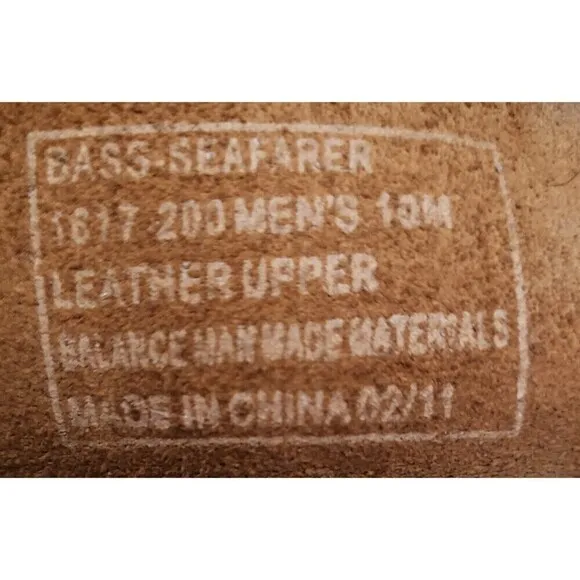 BASS-SEAFARER
1617 200 MEN'S 10M
LEATHER UPPER
BALANCE MAN MADE MATERIALS
MADE IN CHINA 02/11